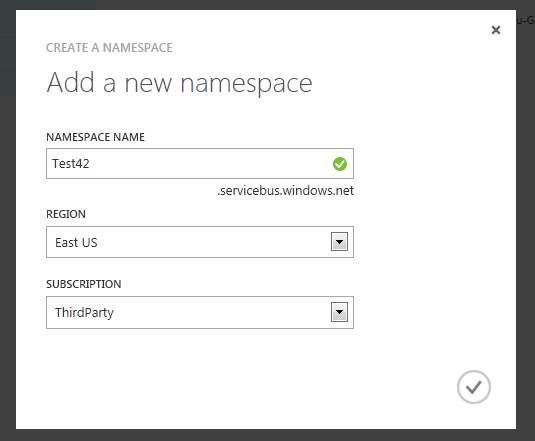 u-G
CREATE A NAMESPACE
Add a new namespace
NAMESPACE NAME
Test42
.servicebus.windows.net
REGION
East US
SUBSCRIPTION
ThirdParty